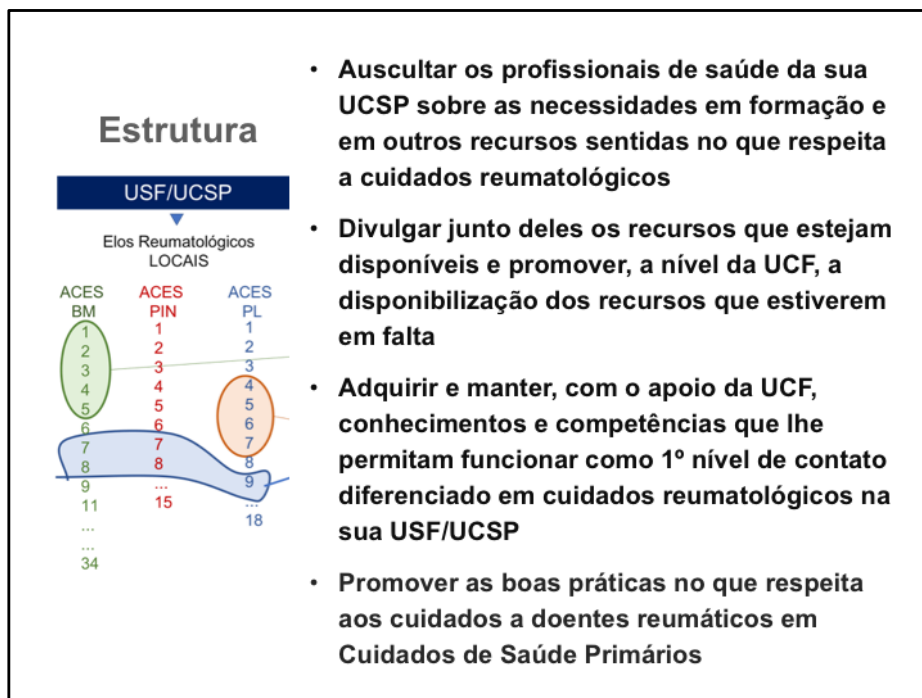 Estrutura
USF/UCSP
Elos Reumatológicos
LOCAIS
ACES
BM
1
2
3
4
5
6
7
8
9
11
...
...
34
ACES
PIN
1
2
3
4
5
6
7
8
...
15
ACES
PL
1
2
3
4
5
6
7
8
9
...
18
• Auscultar os profissionais de saúde da sua
UCSP sobre as necessidades em formação e
em outros recursos sentidas no que respeita
a cuidados reumatológicos
• Divulgar junto deles os recursos que estejam
disponíveis e promover, a nível da UCF, a
disponibilização dos recursos que estiverem
em falta
• Adquirir e manter, com o apoio da UCF,
conhecimentos e competências que lhe
permitam funcionar como 1º nível de contato
diferenciado em cuidados reumatológicos na
sua USF/UCSP
• Promover as boas práticas no que respeita
aos cuidados a doentes reumáticos em
Cuidados de Saúde Primários